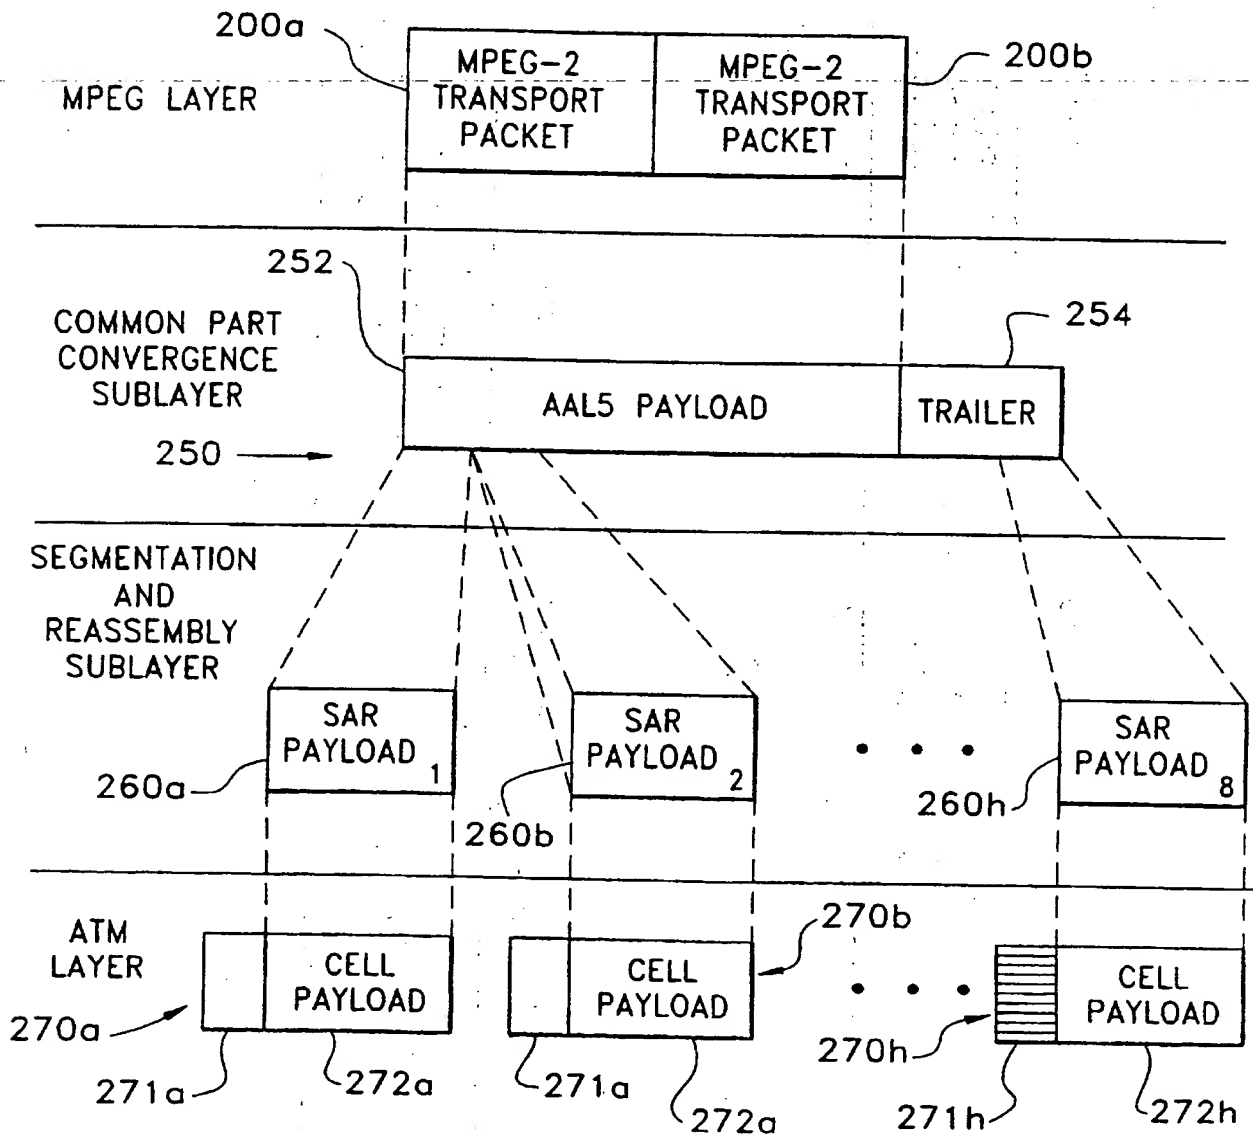 200a
200b
MPEG-2
TRANSPORT
PACKET
MPEG-2
TRANSPORT
PACKET
MPEG LAYER
252
254
COMMON PART
CONVERGENCE
SUBLAYER
AAL5 PAYLOAD
TRAILER
250
SEGMENTATION
AND
REASSEMBLY
SUBLAYER
SAR
PAYLOAD 1
SAR
PAYLOAD 2
SAR
PAYLOAD 8
260a
260b
260h
ATM
LAYER
270a
CELL
PAYLOAD
270b
CELL
PAYLOAD
270h
CELL
PAYLOAD
271a
272a
271a
272a
271h
272h